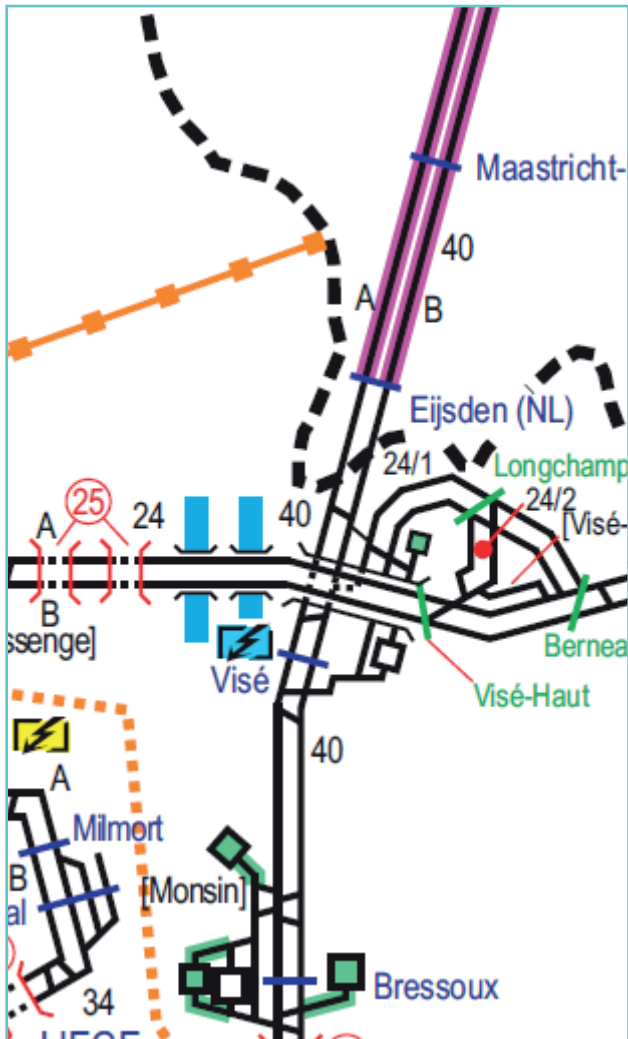 Maastricht-
40
A
B
Eijsden (NL)
24/1
Longchamp
24/2
[Visé-
25
A
24
40
B
ssenge]
Bernea
Visé
Visé-Haut
40
A
Milmort
B
al
[Monsin]
Bressoux
34